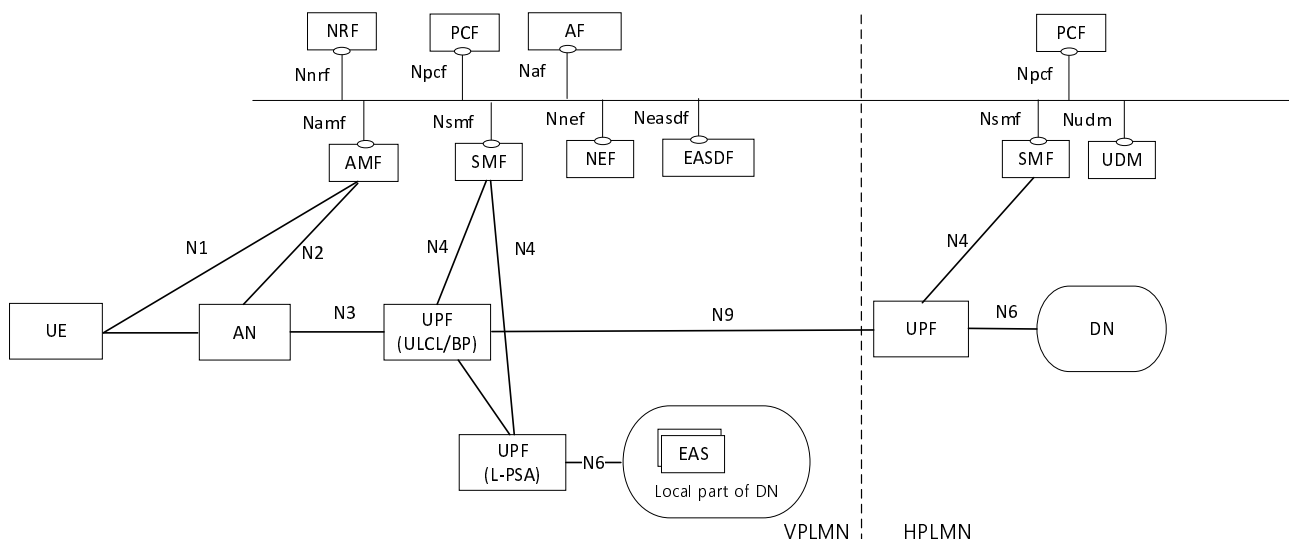 NRF
PCF
AF
PCF
Nnrf
Npcf
Naf
Npcf
Namf
Nsmf
Nnef
Neasdf
Nsmf
Nudm
AMF
SMF
NEF
EASDF
SMF
UDM
N1
N2
N4
N4
N4
UE
AN
N3
UPF
(ULCL/BP)
N9
UPF
N6
DN
UPF
(L-PSA)
N6
EAS
Local part of DN
VPLMN
HPLMN